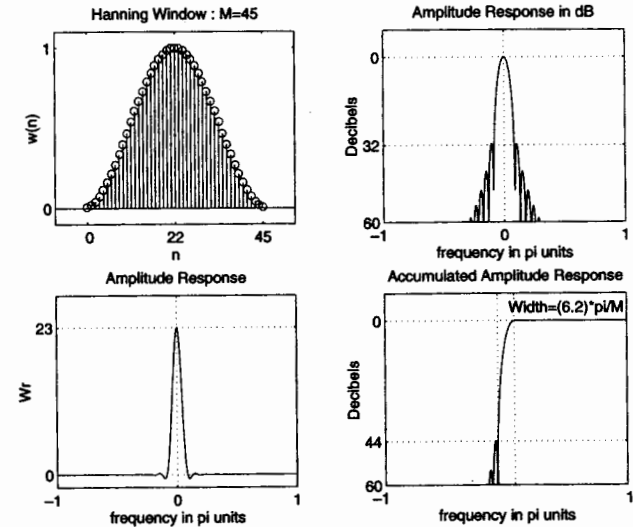 Hanning Window : M=45
1
w(n)
0
0
22
45
n
Amplitude Response in dB
0
Decibels
32
60
−1
0
1
frequency in pi units
Amplitude Response
23
Wr
0
−1
0
1
frequency in pi units
Accumulated Amplitude Response
Width=(6.2)*pi/M
0
Decibels
44
60
−1
0
1
frequency in pi units